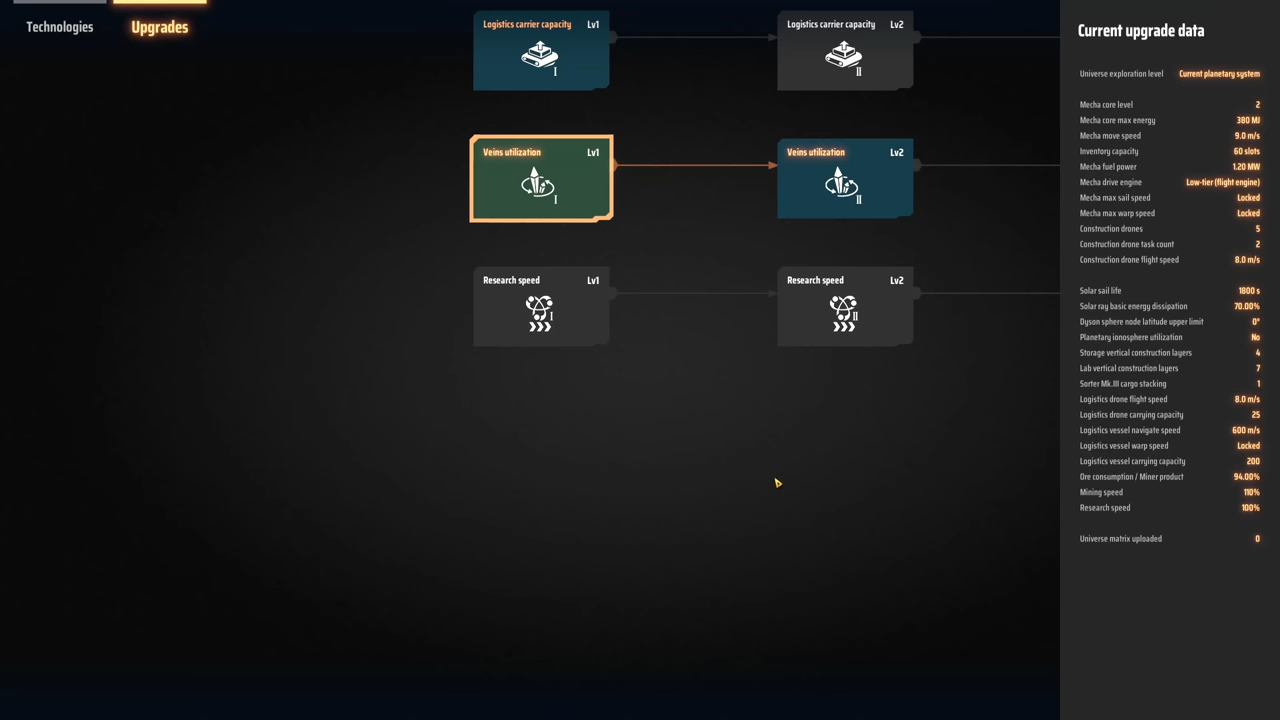 Technologies
Upgrades
Logistics carrier capacity Lv1
I
Logistics carrier capacity Lv2
II
Veins utilization Lv1
I
Veins utilization Lv2
II
Research speed Lv1
I
Research speed Lv2
II
Current upgrade data
Universe exploration level Current planetary system
Mecha core level 2
Mecha core max energy 380 MJ
Mecha move speed 9.0 m/s
Inventory capacity 60 slots
Mecha fuel power 1.20 MW
Mecha drive engine Low-tier (flight engine)
Mecha max sail speed Locked
Mecha max warp speed Locked
Construction drones 5
Construction drone task count 2
Construction drone flight speed 8.0 m/s
Solar sail life 1800 s
Solar ray basic energy dissipation 70.00%
Dyson sphere node latitude upper limit 0°
Planetary ionosphere utilization No
Storage vertical construction layers 4
Lab vertical construction layers 7
Sorter Mk.III cargo stacking 1
Logistics drone flight speed 8.0 m/s
Logistics drone carrying capacity 25
Logistics vessel navigate speed 600 m/s
Logistics vessel warp speed Locked
Logistics vessel carrying capacity 200
Ore consumption / Miner product 94.00%
Mining speed 110%
Research speed 100%
Universe matrix uploaded 0